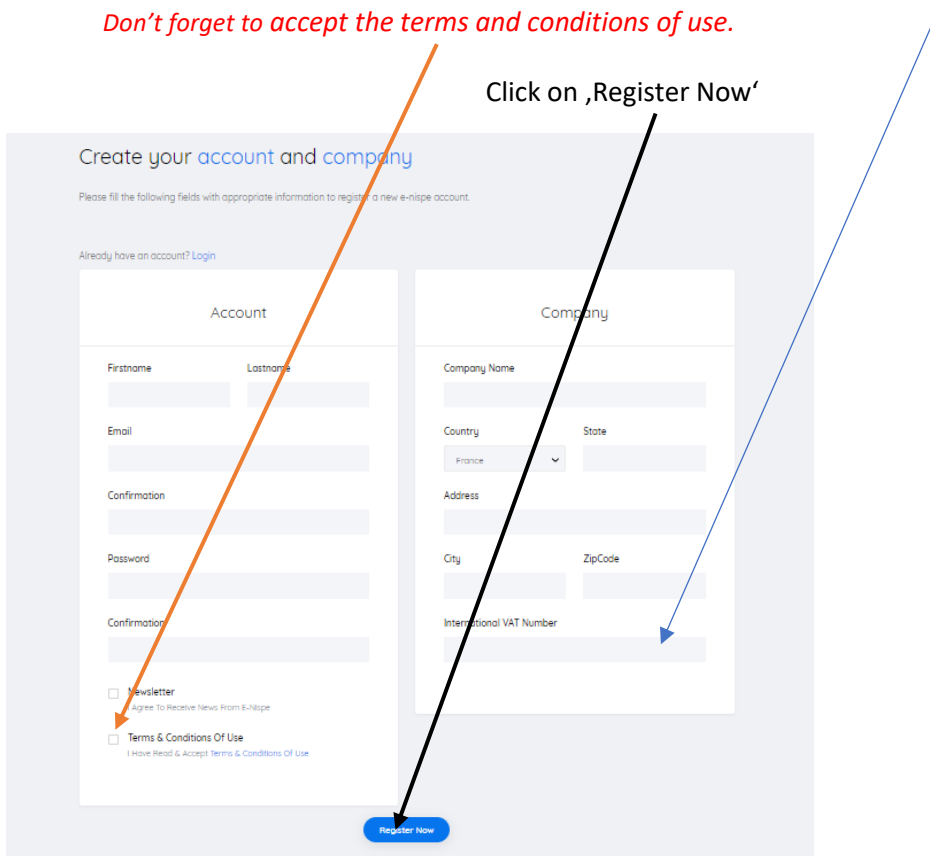 Don't forget to accept the terms and conditions of use.
Click on ‚Register Now‘
Create your account and company
Please fill the following fields with appropriate information to register a new e-nispe account.
Already have an account? Login
Account
Firstname Lastname
Email
Confirmation
Password
Confirmation
Newsletter
I Agree To Receive News From E-Nispe
Terms & Conditions Of Use
I Have Read & Accept Terms & Conditions Of Use
Company
Company Name
Country State
France
Address
City ZipCode
International VAT Number
Register Now